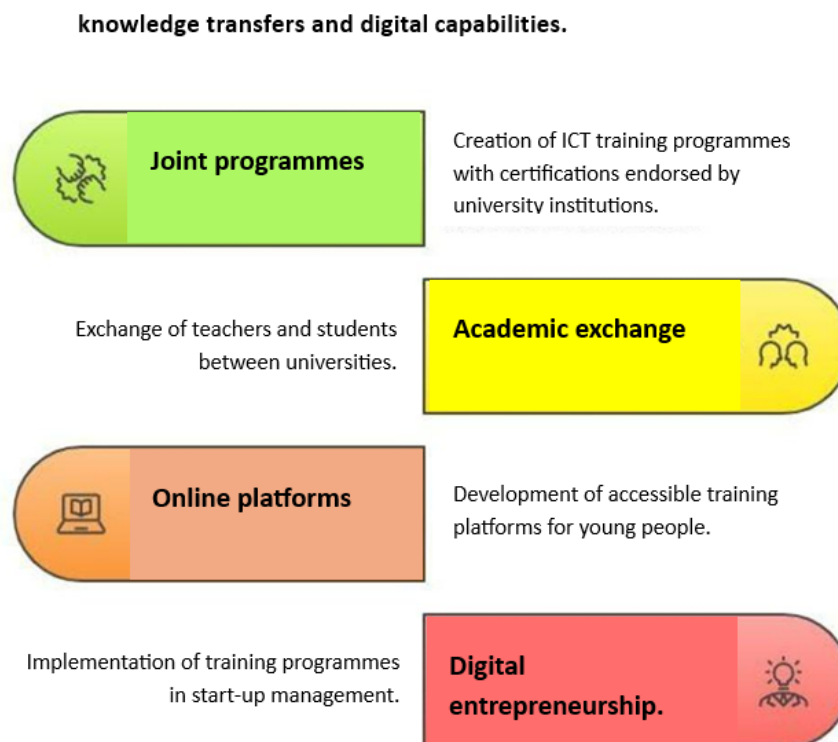 knowledge transfers and digital capabilities.
Joint programmes
Creation of ICT training programmes
with certifications endorsed by
university institutions.
Exchange of teachers and students
between universities.
Academic exchange
Online platforms
Development of accessible training
platforms for young people.
Implementation of training programmes
in start-up management.
Digital
entrepreneurship.